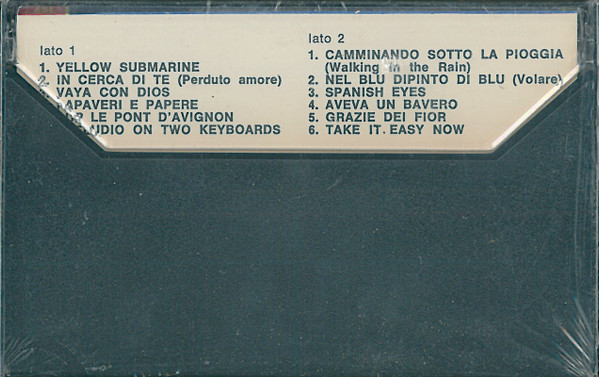 lato 1
1. YELLOW SUBMARINE
2. IN CERCA DI TE (Perduto amore)
VAYA CON DIOS
PAPAVERI E PAPERE
LE PONT D'AVIGNON
ON TWO KEYBOARDS
lato 2
1. CAMMINANDO SOTTO LA PIOGGIA
(Walking in the Rain)
2. NEL BLU DIPINTO DI BLU (Volare)
3. SPANISH EYES
4. AVEVA UN BAVERO
5. GRAZIE DEI FIOR
6. TAKE IT EASY NOW